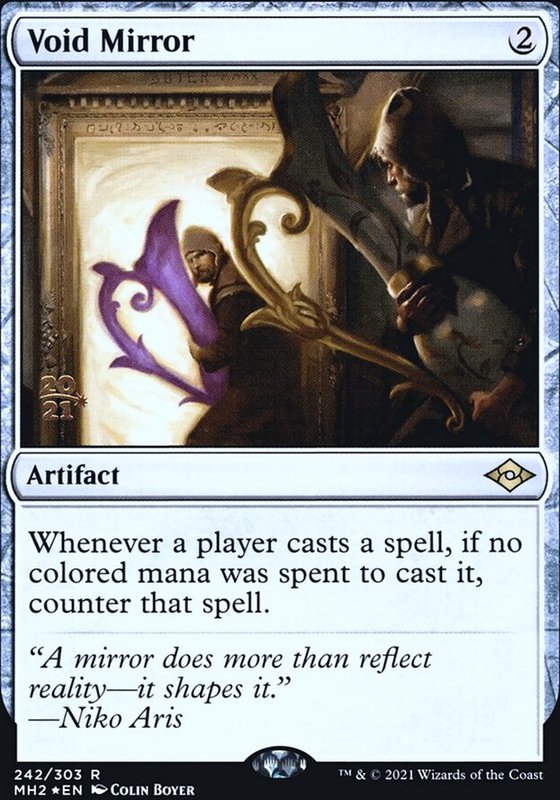 Void Mirror 2
20
21
Artifact
Whenever a player casts a spell, if no
colored mana was spent to cast it,
counter that spell.
“A mirror does more than reflect
reality—it shapes it.”
—Niko Aris
242/303 R
MH2 ★ EN Colin Boyer
™ & © 2021 Wizards of the Coast